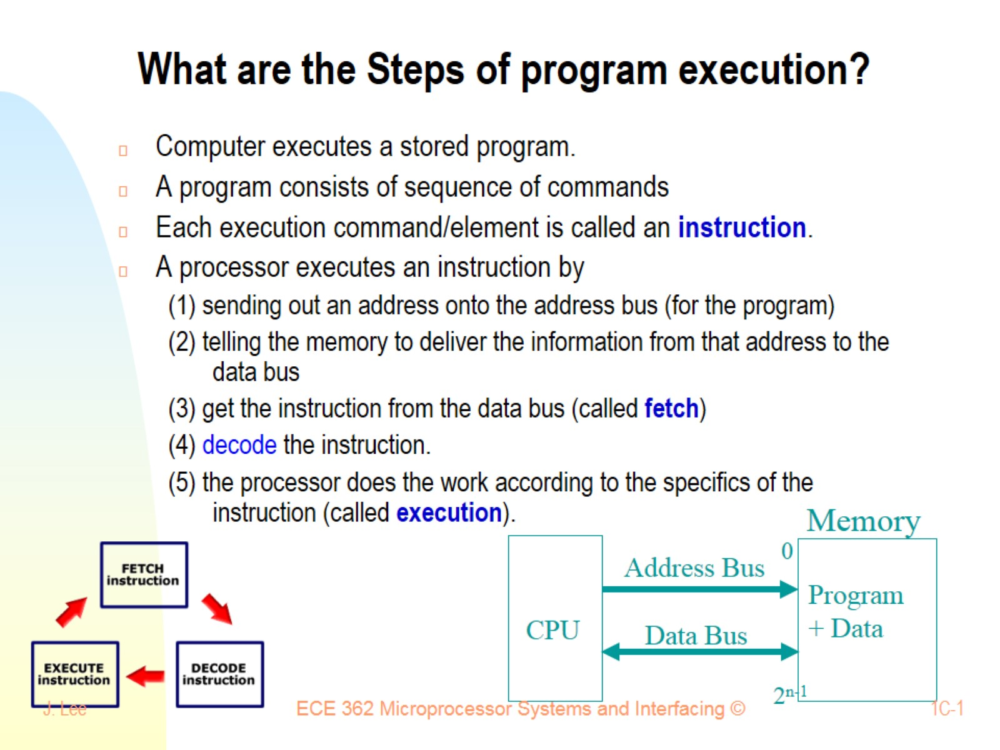 What are the Steps of program execution?
Computer executes a stored program.
A program consists of sequence of commands
Each execution command/element is called an instruction.
A processor executes an instruction by
(1) sending out an address onto the address bus (for the program)
(2) telling the memory to deliver the information from that address to the
data bus
(3) get the instruction from the data bus (called fetch)
(4) decode the instruction.
(5) the processor does the work according to the specifics of the
instruction (called execution).
FETCH
instruction
EXECUTE
instruction
DECODE
instruction
Memory
0
Address Bus
Program
+ Data
CPU
Data Bus
2ⁿ⁻¹
J. Lee
ECE 362 Microprocessor Systems and Interfacing ©
1C-1